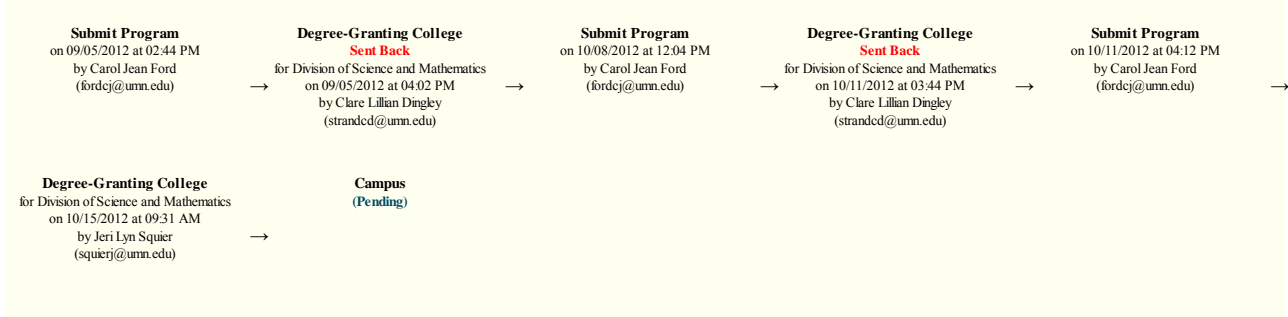 Submit Program
on 09/05/2012 at 02:44 PM
by Carol Jean Ford
(fordcj@umn.edu)
→
Degree-Granting College
Sent Back
for Division of Science and Mathematics
on 09/05/2012 at 04:02 PM
by Clare Lillian Dingley
(strandcd@umn.edu)
→
Submit Program
on 10/08/2012 at 12:04 PM
by Carol Jean Ford
(fordcj@umn.edu)
→
Degree-Granting College
Sent Back
for Division of Science and Mathematics
on 10/11/2012 at 03:44 PM
by Clare Lillian Dingley
(strandcd@umn.edu)
→
Submit Program
on 10/11/2012 at 04:12 PM
by Carol Jean Ford
(fordcj@umn.edu)
→
Degree-Granting College
for Division of Science and Mathematics
on 10/15/2012 at 09:31 AM
by Jeri Lyn Squier
(squierj@umn.edu)
→
Campus
(Pending)